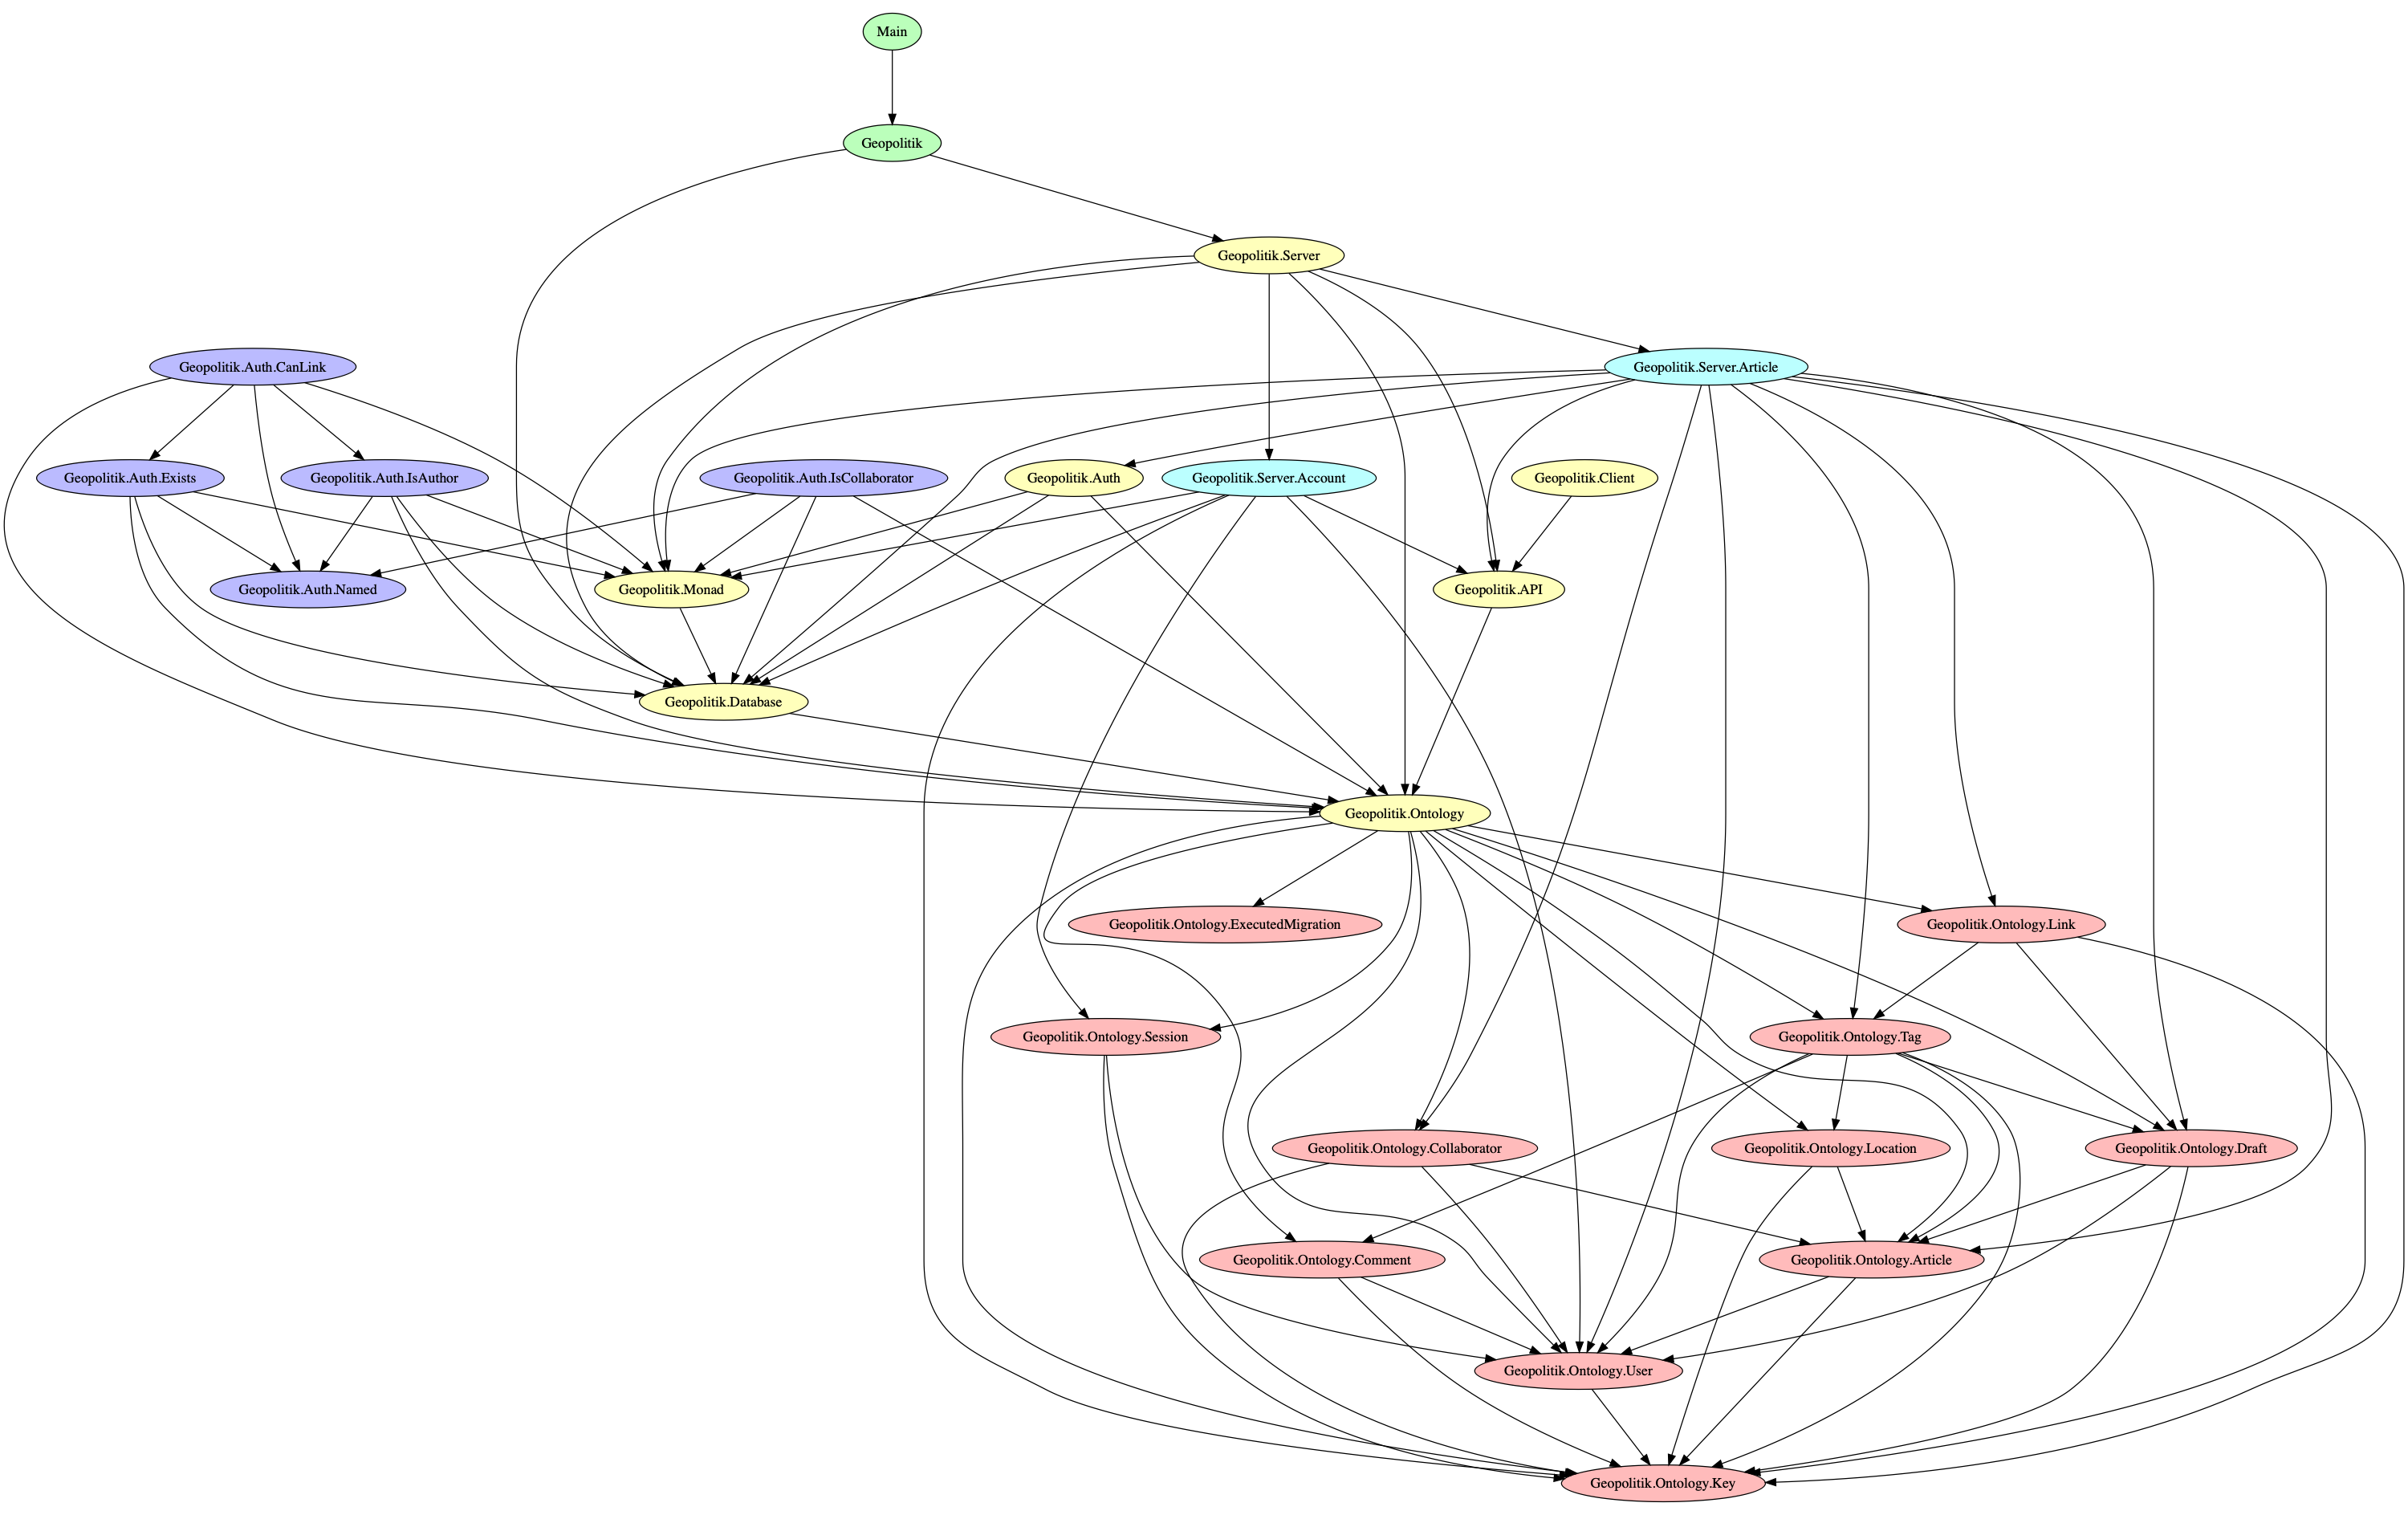 Main
Geopolitik
Geopolitik.Server
Geopolitik.Auth.CanLink
Geopolitik.Server.Article
Geopolitik.Auth.Exists
Geopolitik.Auth.IsAuthor
Geopolitik.Auth.IsCollaborator
Geopolitik.Auth
Geopolitik.Server.Account
Geopolitik.Client
Geopolitik.Auth.Named
Geopolitik.Monad
Geopolitik.API
Geopolitik.Database
Geopolitik.Ontology
Geopolitik.Ontology.ExecutedMigration
Geopolitik.Ontology.Link
Geopolitik.Ontology.Session
Geopolitik.Ontology.Tag
Geopolitik.Ontology.Collaborator
Geopolitik.Ontology.Location
Geopolitik.Ontology.Draft
Geopolitik.Ontology.Comment
Geopolitik.Ontology.Article
Geopolitik.Ontology.User
Geopolitik.Ontology.Key